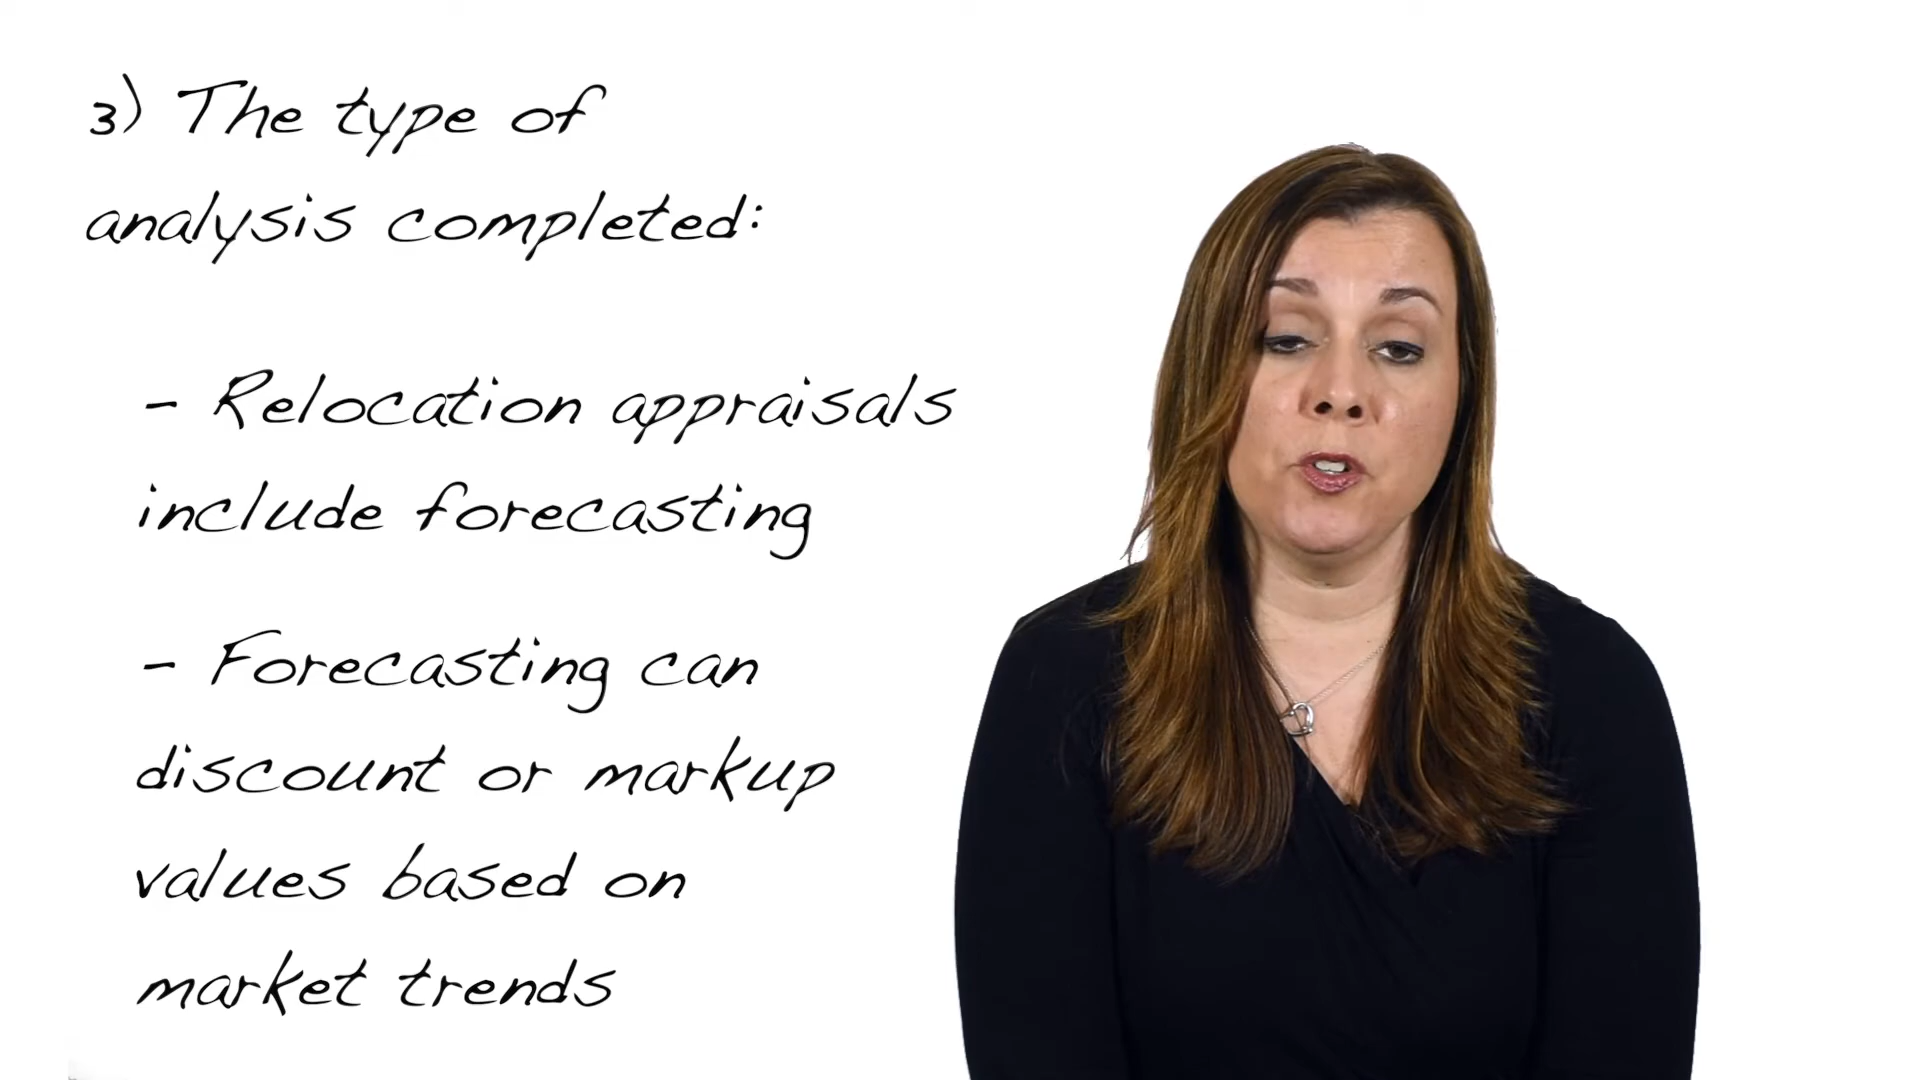 3) The type of
analysis completed:
- Relocation appraisals
include forecasting
- Forecasting can
discount or markup
values based on
market trends